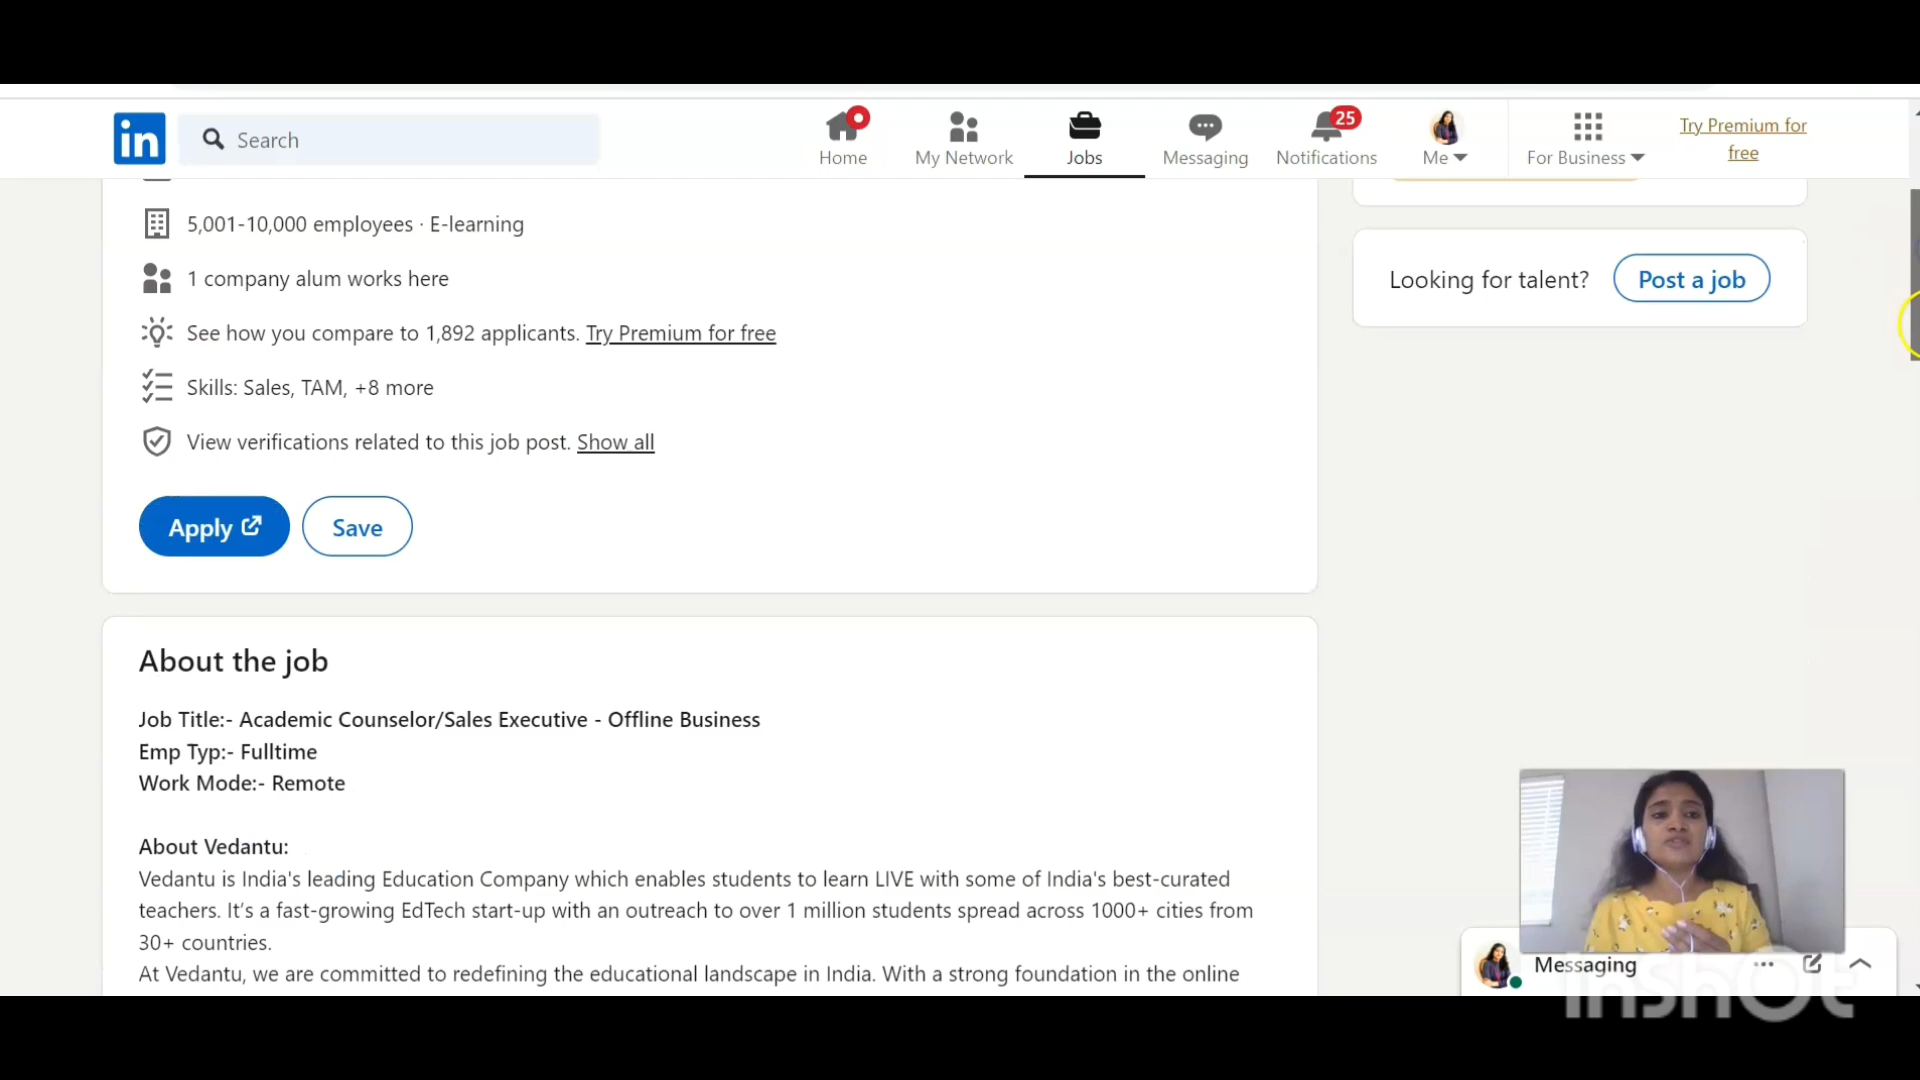 in
Search
Home
My Network
Jobs
Messaging
25
Notifications
Me
For Business
Try Premium for
free
5,001-10,000 employees · E-learning
1 company alum works here
See how you compare to 1,892 applicants. Try Premium for free
Skills: Sales, TAM, +8 more
View verifications related to this job post. Show all
Apply
Save
Looking for talent?
Post a job
About the job
Job Title:- Academic Counselor/Sales Executive - Offline Business
Emp Typ:- Fulltime
Work Mode:- Remote
About Vedantu:
Vedantu is India's leading Education Company which enables students to learn LIVE with some of India's best-curated
teachers. It’s a fast-growing EdTech start-up with an outreach to over 1 million students spread across 1000+ cities from
30+ countries.
At Vedantu, we are committed to redefining the educational landscape in India. With a strong foundation in the online
Messaging
InShOt